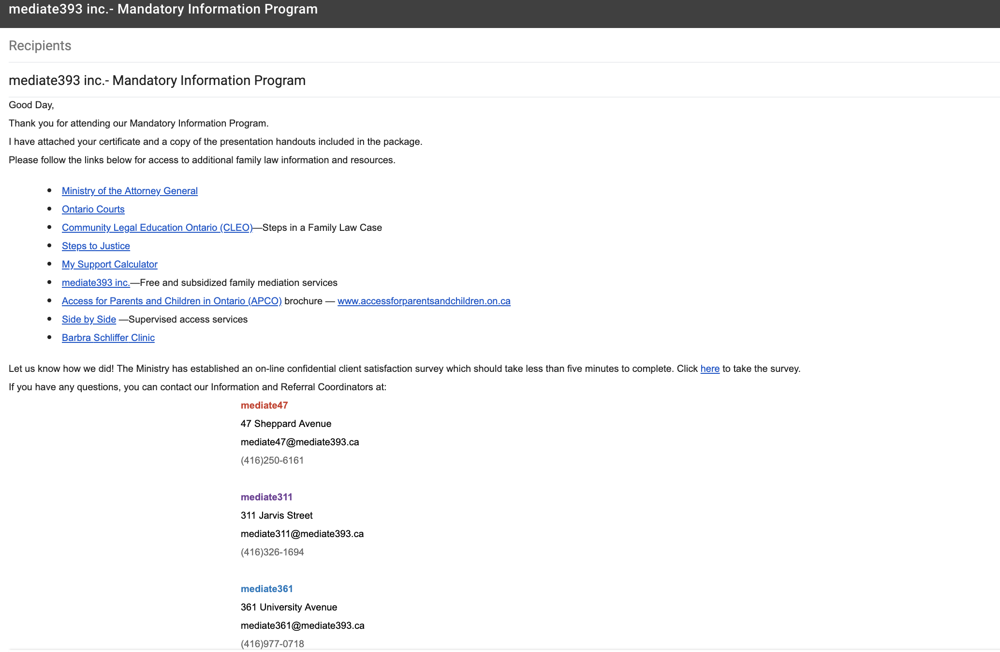 mediate393 inc.- Mandatory Information Program
Recipients
mediate393 inc.- Mandatory Information Program
Good Day,
Thank you for attending our Mandatory Information Program.
I have attached your certificate and a copy of the presentation handouts included in the package.
Please follow the links below for access to additional family law information and resources.
• Ministry of the Attorney General
• Ontario Courts
• Community Legal Education Ontario (CLEO)—Steps in a Family Law Case
• Steps to Justice
• My Support Calculator
• mediate393 inc.—Free and subsidized family mediation services
• Access for Parents and Children in Ontario (APCO) brochure — www.accessforparentsandchildren.on.ca
• Side by Side —Supervised access services
• Barbra Schliffer Clinic
Let us know how we did! The Ministry has established an on-line confidential client satisfaction survey which should take less than five minutes to complete. Click here to take the survey.
If you have any questions, you can contact our Information and Referral Coordinators at:
mediate47
47 Sheppard Avenue
mediate47@mediate393.ca
(416)250-6161
mediate311
311 Jarvis Street
mediate311@mediate393.ca
(416)326-1694
mediate361
361 University Avenue
mediate361@mediate393.ca
(416)977-0718